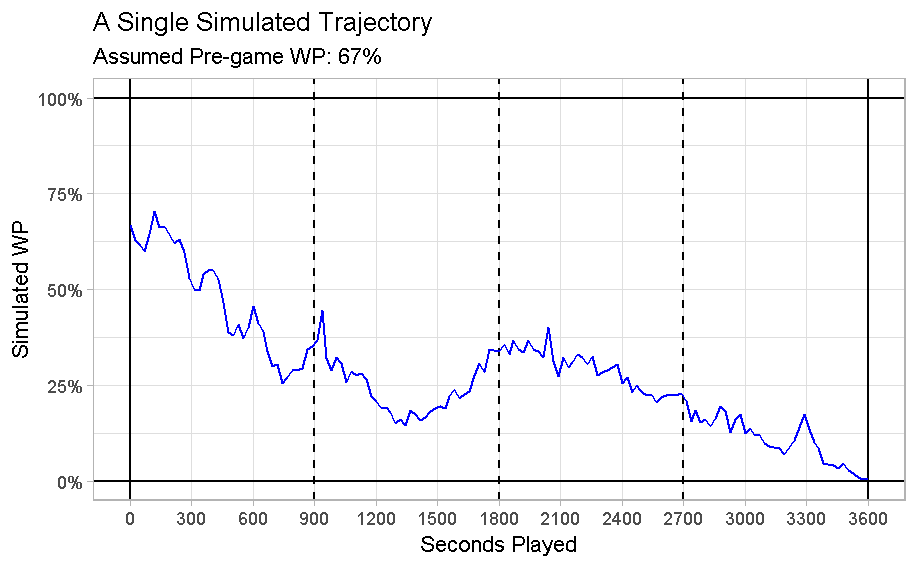 A Single Simulated Trajectory
Assumed Pre-game WP: 67%
100%
75%
50%
25%
0%
Simulated WP
0 300 600 900 1200 1500 1800 2100 2400 2700 3000 3300 3600
Seconds Played